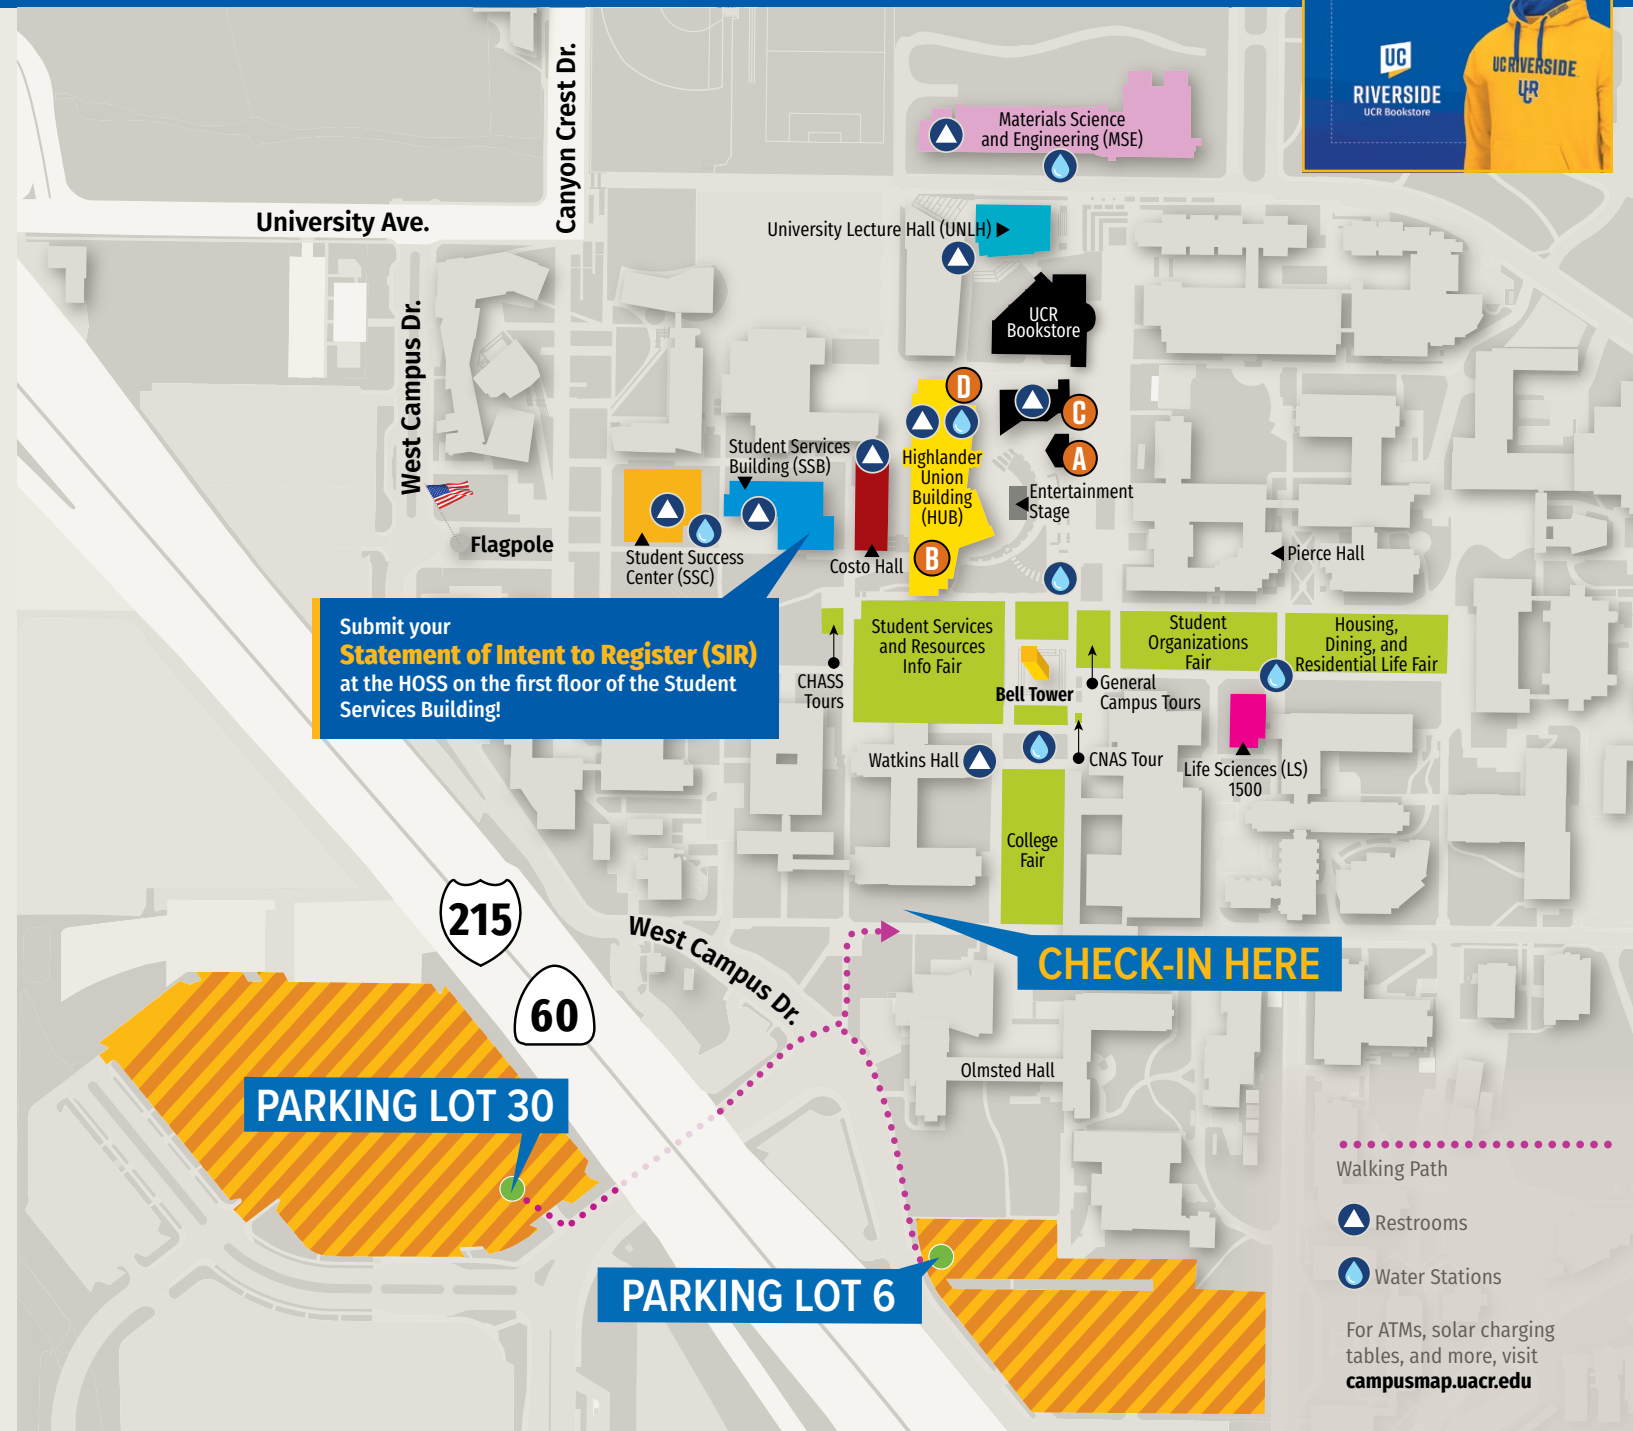 UC
RIVERSIDE
UCR Bookstore
UC RIVERSIDE
UCR
Canyon Crest Dr.
Materials Science
and Engineering (MSE)
University Ave.
University Lecture Hall (UNLH)
UCR
Bookstore
West Campus Dr.
D
C
A
Student Services
Building (SSB)
Highlander
Union
Building
(HUB)
Entertainment
Stage
Flagpole
Student Success
Center (SSC)
Costo Hall
B
Pierce Hall
Submit your
Statement of Intent to Register (SIR)
at the HOSS on the first floor of the Student
Services Building!
Student Services
and Resources
Info Fair
Student
Organizations
Fair
Housing,
Dining, and
Residential Life Fair
CHASS
Tours
Bell Tower
General
Campus Tours
Watkins Hall
CNAS Tour
Life Sciences (LS)
1500
College
Fair
215
West Campus Dr.
CHECK-IN HERE
60
Olmsted Hall
PARKING LOT 30
PARKING LOT 6
Walking Path
Restrooms
Water Stations
For ATMs, solar charging
tables, and more, visit
campusmap.uacr.edu